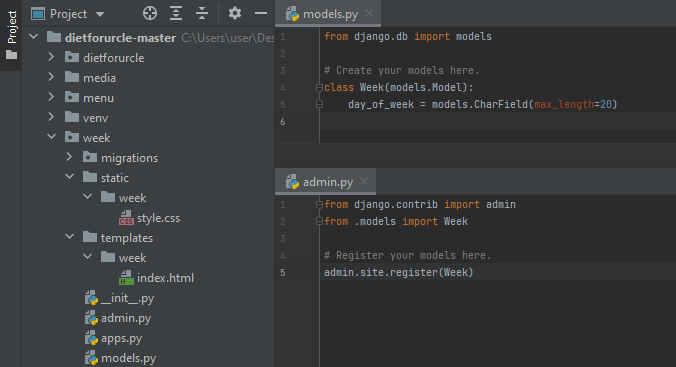 Project
Project
dietforurcle-master C:\Users\user\Des
dietforurcle
media
menu
venv
week
migrations
static
week
CSS
style.css
templates
week
H
index.html
__init__.py
admin.py
apps.py
models.py
models.py
1 from django.db import models
2
3 # Create your models here.
4 class Week(models.Model):
5 day_of_week = models.CharField(max_length=20)
6
admin.py
1 from django.contrib import admin
2 from .models import Week
3
4 # Register your models here.
5 admin.site.register(Week)